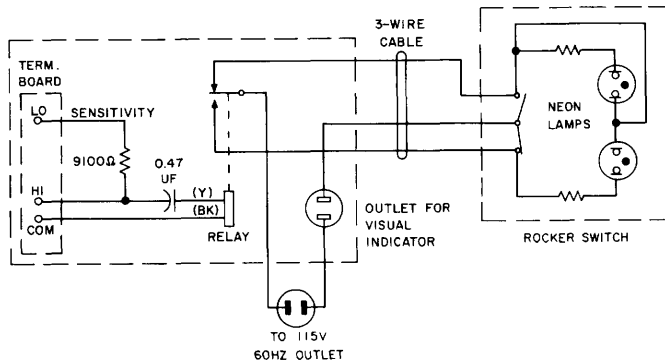 3-WIRE
CABLE
TERM.
BOARD
LO
SENSITIVITY
9100Ω
0.47
UF
HI
(Y)
(BK)
COM
RELAY
OUTLET FOR
VISUAL
INDICATOR
NEON
LAMPS
ROCKER SWITCH
TO 115V
60HZ OUTLET